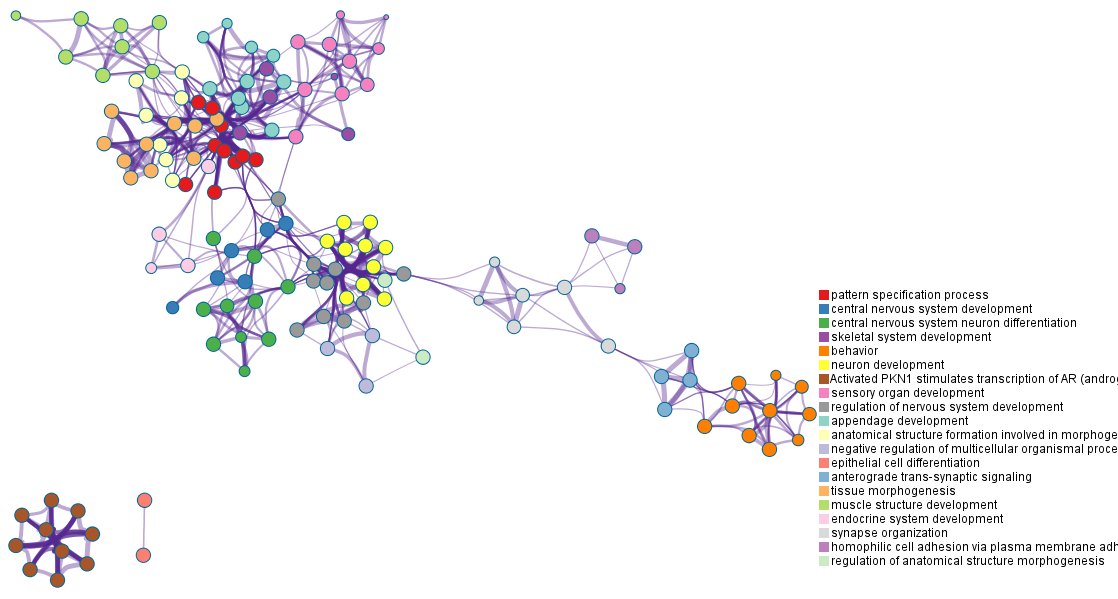 pattern specification process
central nervous system development
central nervous system neuron differentiation
skeletal system development
behavior
neuron development
Activated PKN1 stimulates transcription of AR (andro
sensory organ development
regulation of nervous system development
appendage development
anatomical structure formation involved in morphoge
negative regulation of multicellular organismal proce
epithelial cell differentiation
anterograde trans-synaptic signaling
tissue morphogenesis
muscle structure development
endocrine system development
synapse organization
homophilic cell adhesion via plasma membrane adh
regulation of anatomical structure morphogenesis